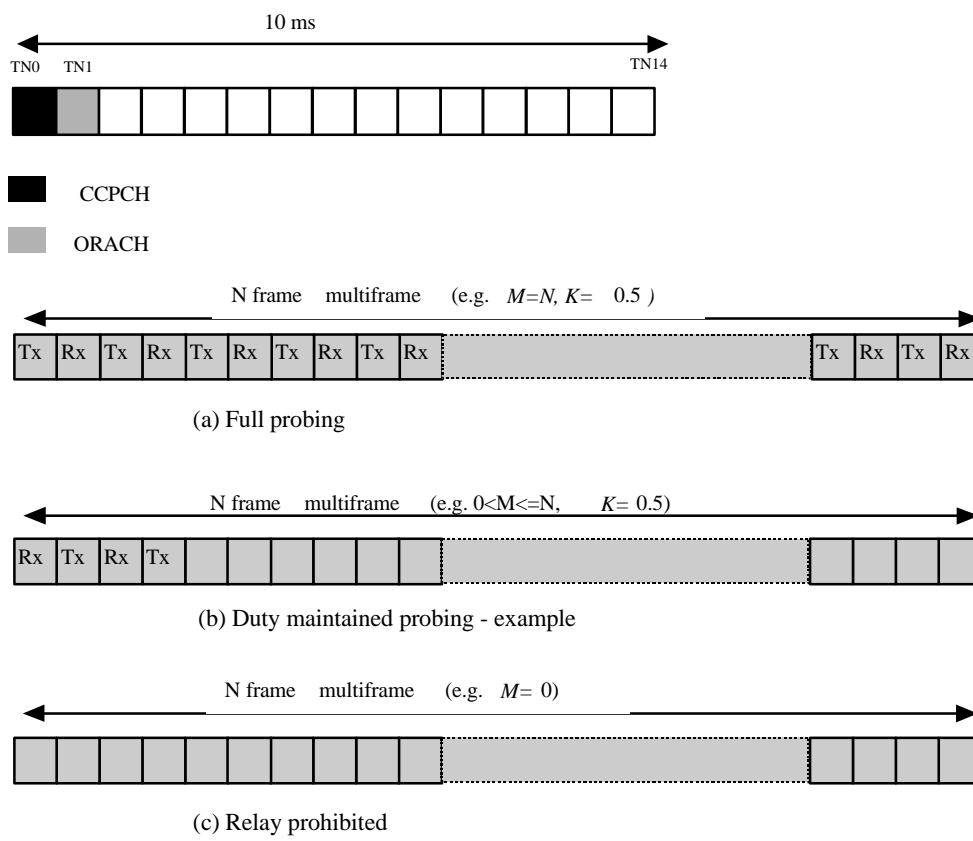 10 ms
TN0 TN1 TN14
CCPCH
ORACH
N frame multiframe (e.g. M=N, K= 0.5 )
Tx Rx Tx Rx Tx Rx Tx Rx Tx Rx Tx Rx Tx Rx
(a) Full probing
N frame multiframe (e.g. 0<M<=N, K= 0.5)
Rx Tx Rx Tx
(b) Duty maintained probing - example
N frame multiframe (e.g. M= 0)
(c) Relay prohibited